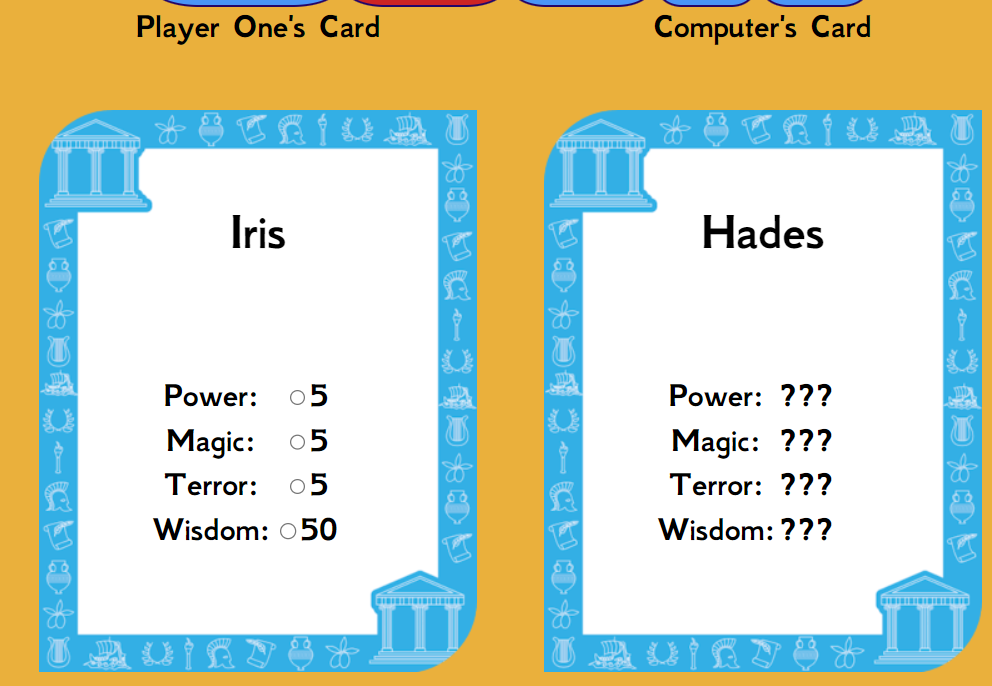 Player One's Card
Computer's Card
Iris
Power: 5
Magic: 5
Terror: 5
Wisdom: 50
Hades
Power: ???
Magic: ???
Terror: ???
Wisdom: ???